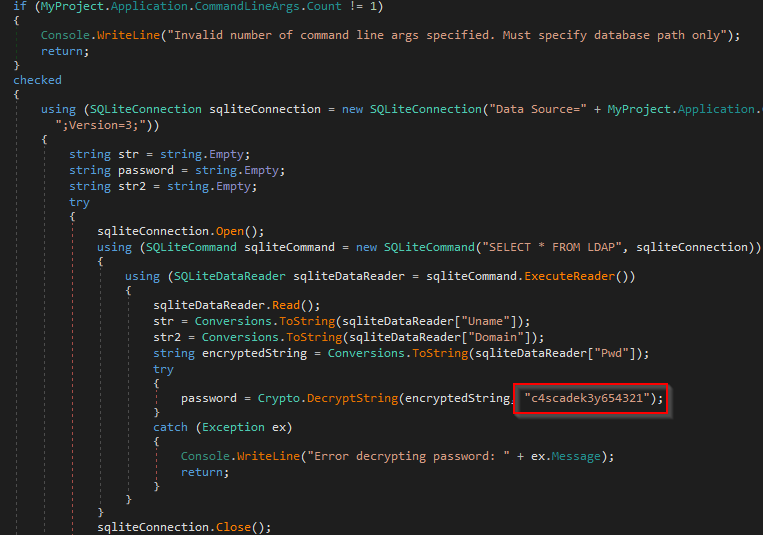 if (MyProject.Application.CommandLineArgs.Count != 1)
{
Console.WriteLine("Invalid number of command line args specified. Must specify database path only");
return;
}
checked
{
using (SQLiteConnection sqliteConnection = new SQLiteConnection("Data Source=" + MyProject.Application.
";Version=3;"))
{
string str = string.Empty;
string password = string.Empty;
string str2 = string.Empty;
try
{
sqliteConnection.Open();
using (SQLiteCommand sqliteCommand = new SQLiteCommand("SELECT * FROM LDAP", sqliteConnection))
{
using (SQLiteDataReader sqliteDataReader = sqliteCommand.ExecuteReader())
{
sqliteDataReader.Read();
str = Conversions.ToString(sqliteDataReader["Uname"]);
str2 = Conversions.ToString(sqliteDataReader["Domain"]);
string encryptedString = Conversions.ToString(sqliteDataReader["Pwd"]);
try
{
password = Crypto.DecryptString(encryptedString, "c4scadek3y654321");
}
catch (Exception ex)
{
Console.WriteLine("Error decrypting password: " + ex.Message);
return;
}
}
}
sqliteConnection.Close();